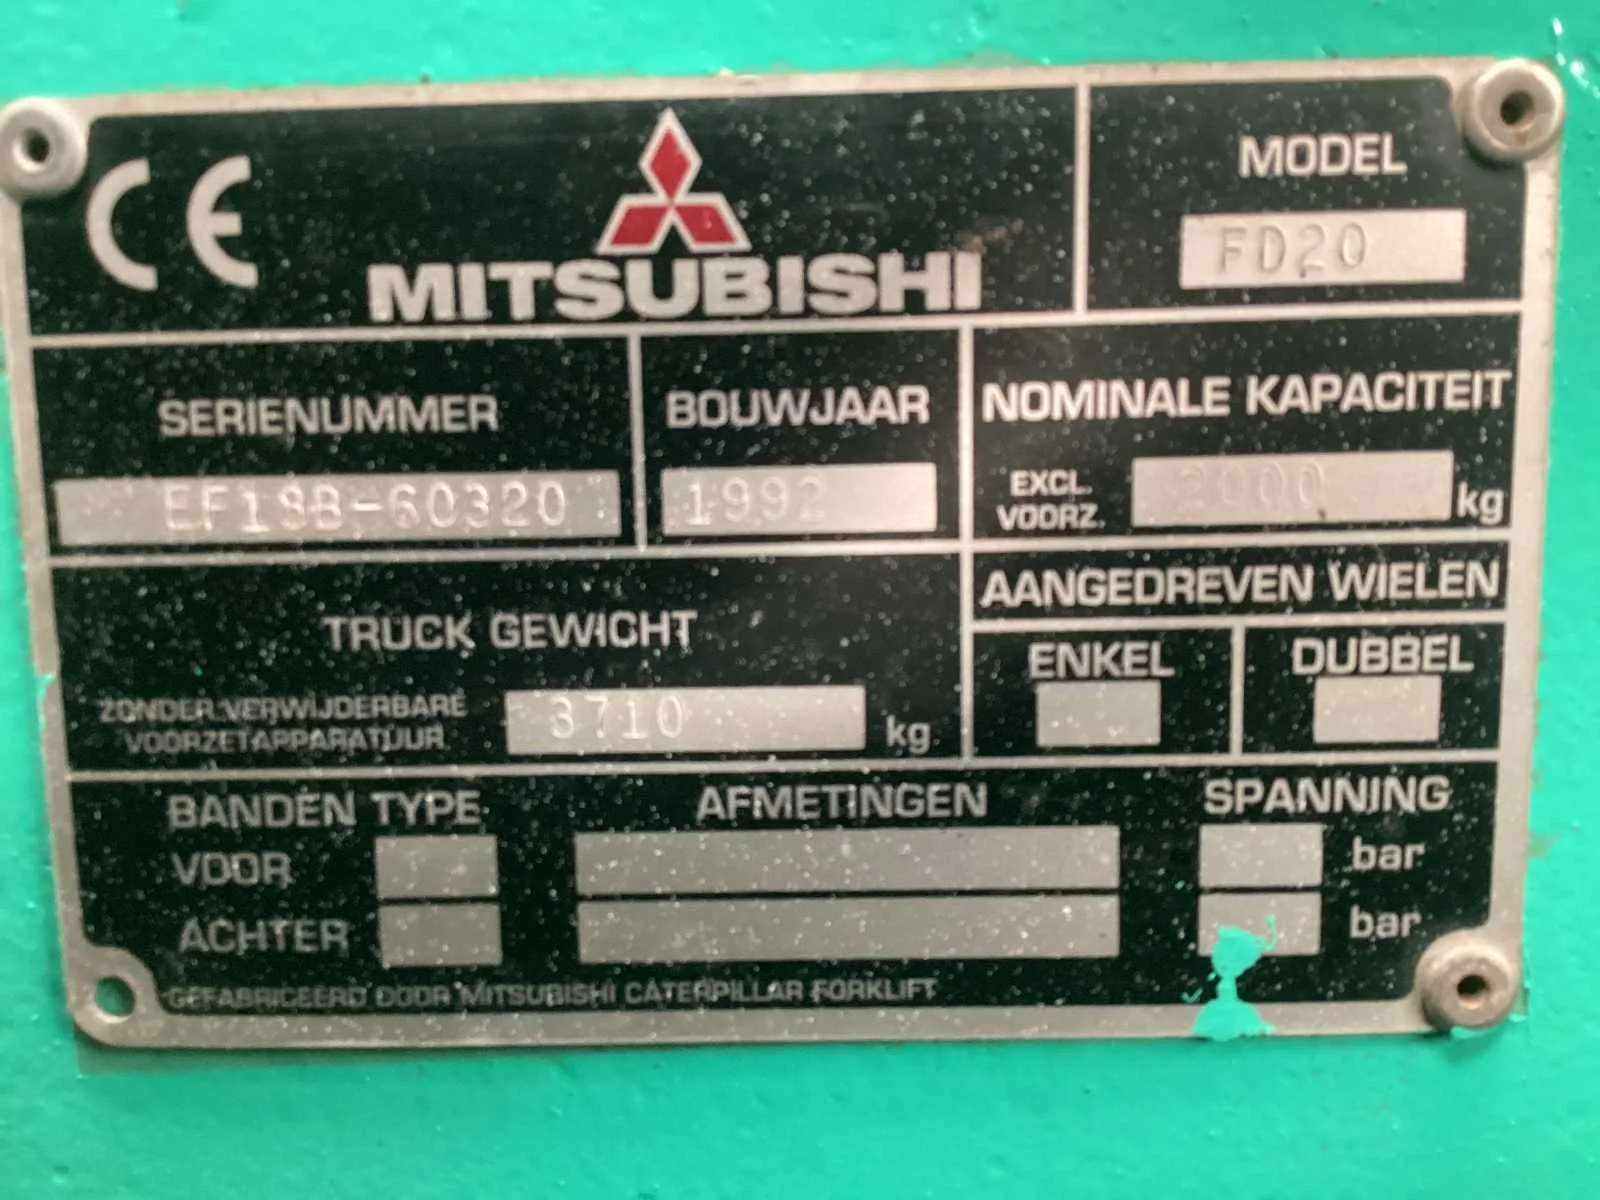 CE
MITSUBISHI
MODEL
FD20
SERIENUMMER
EF18B-60320
BOUWJAAR
1992
NOMINALE KAPACITEIT
EXCL.
VOORZ.
2000 kg
TRUCK GEWICHT
ZONDER VERWIJDERBARE
VOORZETAPPARATUUR
3710 kg
AANGEDREVEN WIELEN
ENKEL
DUBBEL
BANDEN TYPE AFMETINGEN SPANNING
VOOR bar
ACHTER bar
GEFABRICEERD DOOR MITSUBISHI CATERPILLAR FORKLIFT